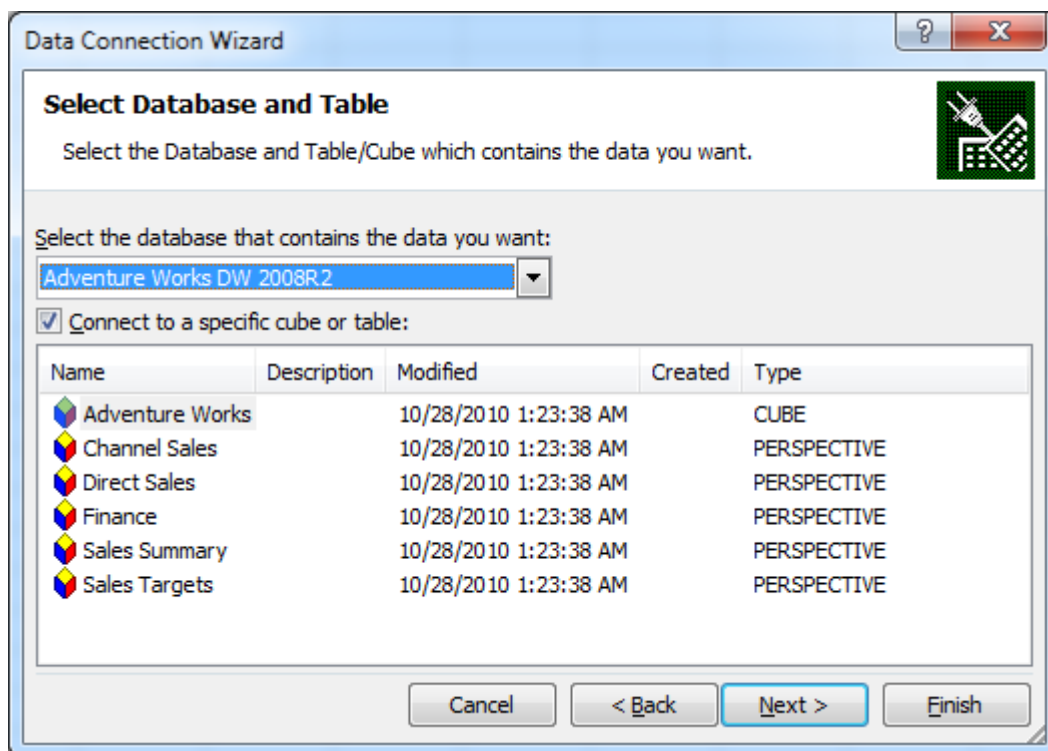 Data Connection Wizard
Select Database and Table
Select the Database and Table/Cube which contains the data you want.
Select the database that contains the data you want:
Adventure Works DW 2008R2
Connect to a specific cube or table:
Name Description Modified Created Type
Adventure Works 10/28/2010 1:23:38 AM CUBE
Channel Sales 10/28/2010 1:23:38 AM PERSPECTIVE
Direct Sales 10/28/2010 1:23:38 AM PERSPECTIVE
Finance 10/28/2010 1:23:38 AM PERSPECTIVE
Sales Summary 10/28/2010 1:23:38 AM PERSPECTIVE
Sales Targets 10/28/2010 1:23:38 AM PERSPECTIVE
Cancel < Back Next > Finish